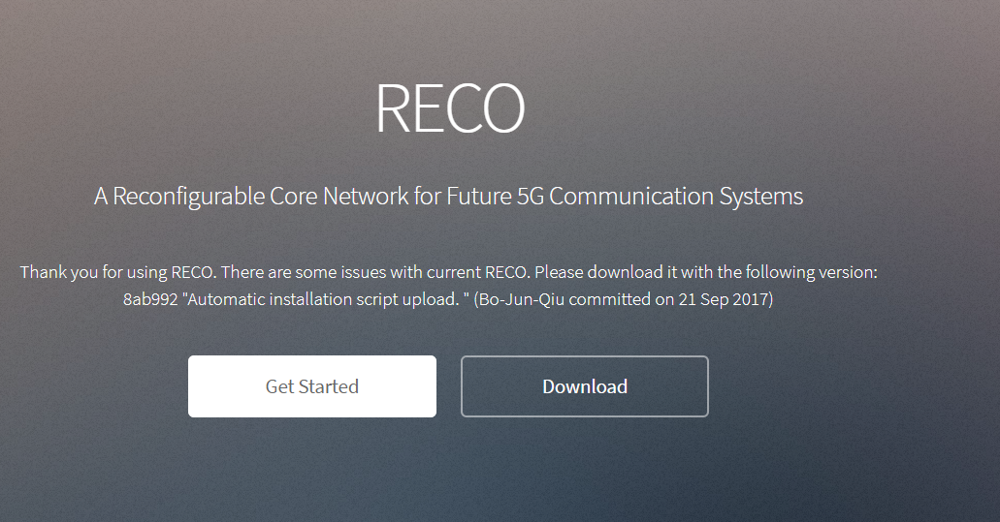 RECO
A Reconfigurable Core Network for Future 5G Communication Systems
Thank you for using RECO. There are some issues with current RECO. Please download it with the following version:
8ab992 "Automatic installation script upload. " (Bo-Jun-Qiu committed on 21 Sep 2017)
Get Started
Download